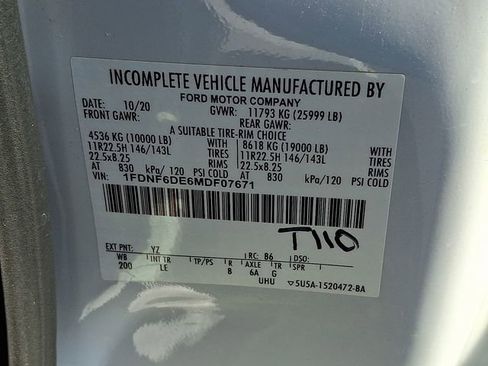 INCOMPLETE VEHICLE MANUFACTURED BY
FORD MOTOR COMPANY
DATE: 10/20 GVWR: 11793 KG (25999 LB)
FRONT GAWR: REAR GAWR:
A SUITABLE TIRE-RIM CHOICE
4536 KG (10000 LB) WITH 8618 KG (19000 LB) WITH
11R22.5H 146/143L TIRES 11R22.5H 146/143L TIRES
22.5x8.25 RIMS 22.5x8.25 RIMS
AT 830 kPa/120 PSI COLD AT 830 kPa/120 PSI COLD
VIN: 1FDNF6DE6MDF07671
T110
EXT PNT: YZ RC: B6 DSO:
WB INT TR TP/PS R AXLE TR SPR
200 LE B 6A G
UHU 5U5A-1520472-BA